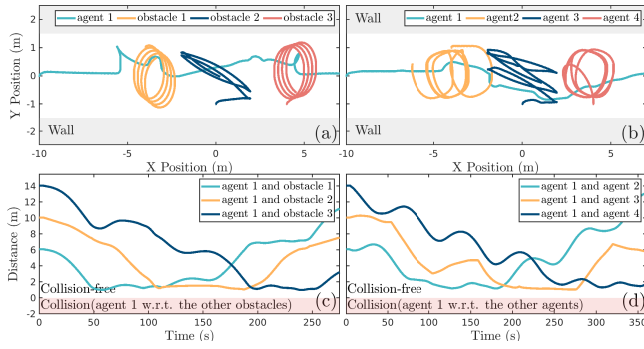 agent 1 obstacle 1 obstacle 2 obstacle 3
agent 1 agent2 agent 3 agent 4
Wall
Wall
2
1
0
-1
-2
Y Position (m)
Wall
Wall
(a)
(b)
-10 -5 0 5
-10 -5 0 5
X Position (m)
X Position (m)
14
12
10
8
6
4
2
0
-2
Distance (m)
agent 1 and obstacle 1
agent 1 and obstacle 2
agent 1 and obstacle 3
agent 1 and agent 2
agent 1 and agent 3
agent 1 and agent 4
Collision-free
Collision-free
(c)
(d)
Collision(agent 1 w.r.t. the other obstacles)
Collision(agent 1 w.r.t. the other agents)
0 50 100 150 200 250
0 50 100 150 200 250 300 350
Time (s)
Time (s)